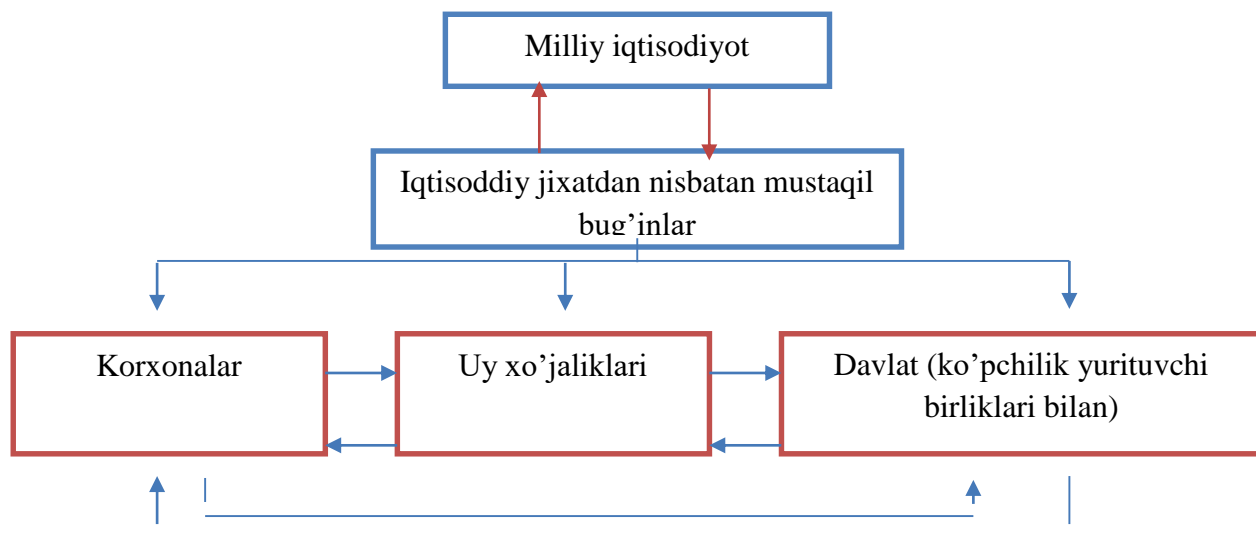 Milliy iqtisodiyot
Iqtisoddiy jixatdan nisbatan mustaqil
bug’inlar
Korxonalar
Uy xo’jaliklari
Davlat (ko’pchilik yurituvchi
birliklari bilan)